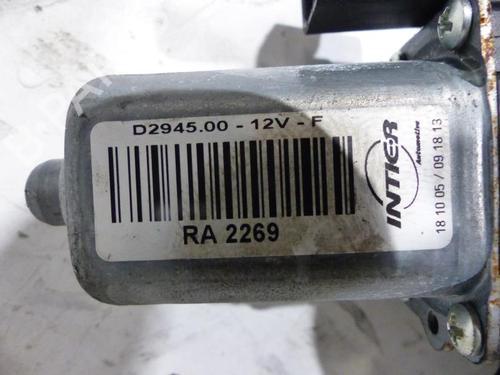 D2945.00 - 12V - F
RA 2269
INTIER
Automotive
18 10 05 / 09 18 13